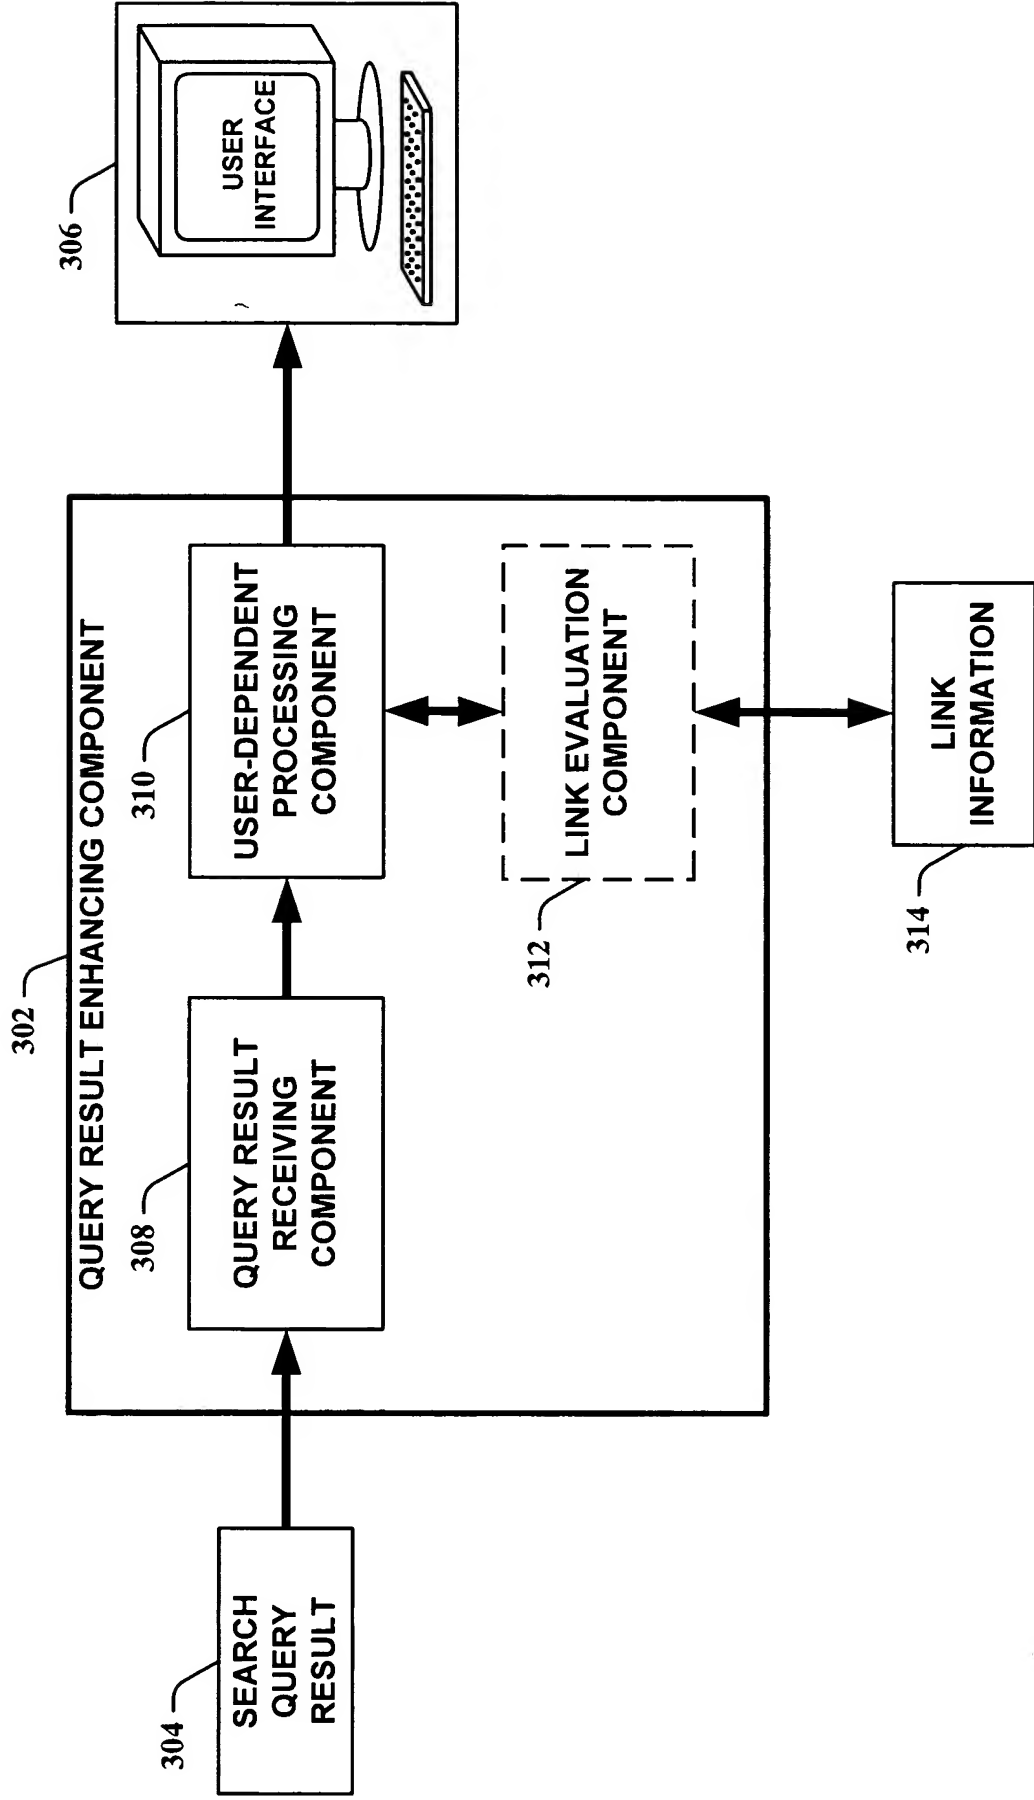 302
QUERY RESULT ENHANCING COMPONENT
304
SEARCH
QUERY
RESULT
308
QUERY RESULT
RECEIVING
COMPONENT
310
USER-DEPENDENT
PROCESSING
COMPONENT
306
USER
INTERFACE
312
LINK EVALUATION
COMPONENT
314
LINK
INFORMATION